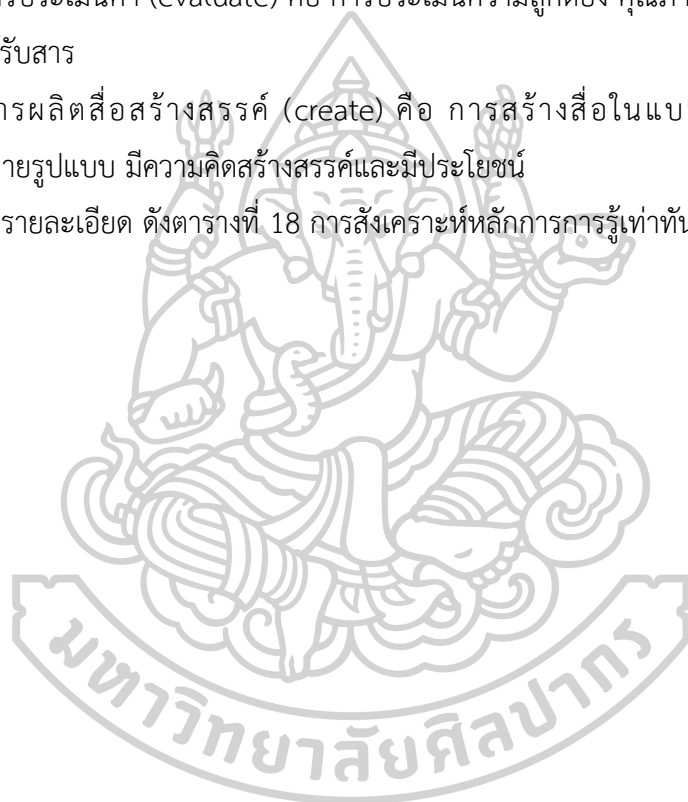 ารประเมินค่า (evaluate) คือ การประเมินความถูกต้อง คุณภา
รับสาร
ารผลิตสื่อสร้างสรรค์ (create) คือ การสร้างสื่อในแบ
ายรูปแบบ มีความคิดสร้างสรรค์และมีประโยชน์
รายละเอียด ดังตารางที่ 18 การสังเคราะห์หลักการการรู้เท่าทัน
มหาวิทยาลัยศิลปากร